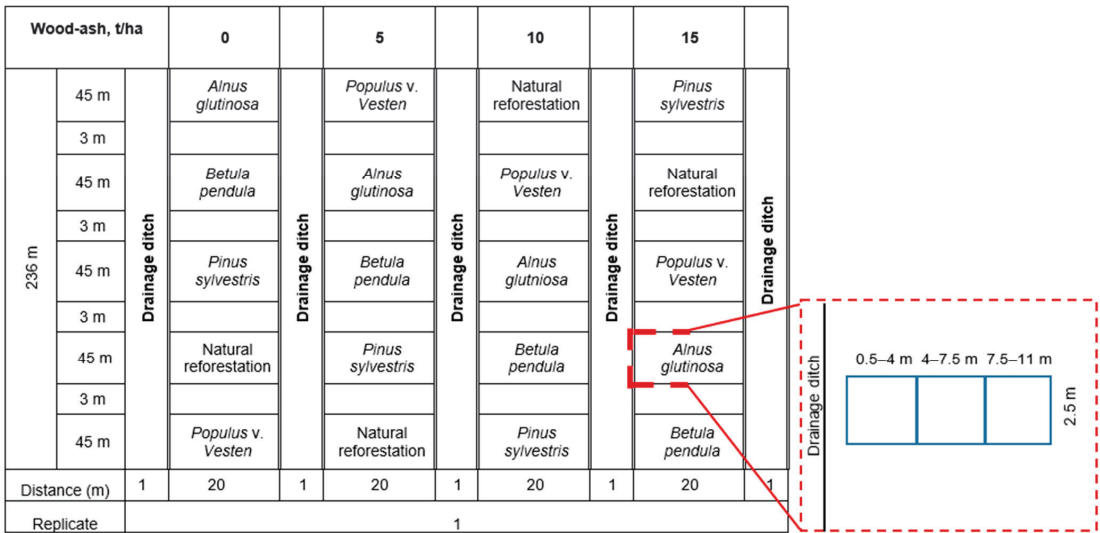 Wood-ash, t/ha 0 5 10 15
45 m
Alnus
glutinosa
Populus v.
Vesten
Natural
reforestation
Pinus
sylvestris
3 m
45 m
Betula
pendula
Alnus
glutinosa
Populus v.
Vesten
Natural
reforestation
3 m
236 m
45 m
Pinus
sylvestris
Betula
pendula
Alnus
glutniosa
Populus v.
Vesten
3 m
45 m
Natural
reforestation
Pinus
sylvestris
Betula
pendula
Alnus
glutinosa
3 m
45 m
Populus v.
Vesten
Natural
reforestation
Pinus
sylvestris
Betula
pendula
Drainage ditch
Drainage ditch
Drainage ditch
Drainage ditch
Drainage ditch
Distance (m) 1 20 1 20 1 20 1 20 1
Replicate 1
Drainage ditch
0.5–4 m 4–7.5 m 7.5–11 m
2.5 m